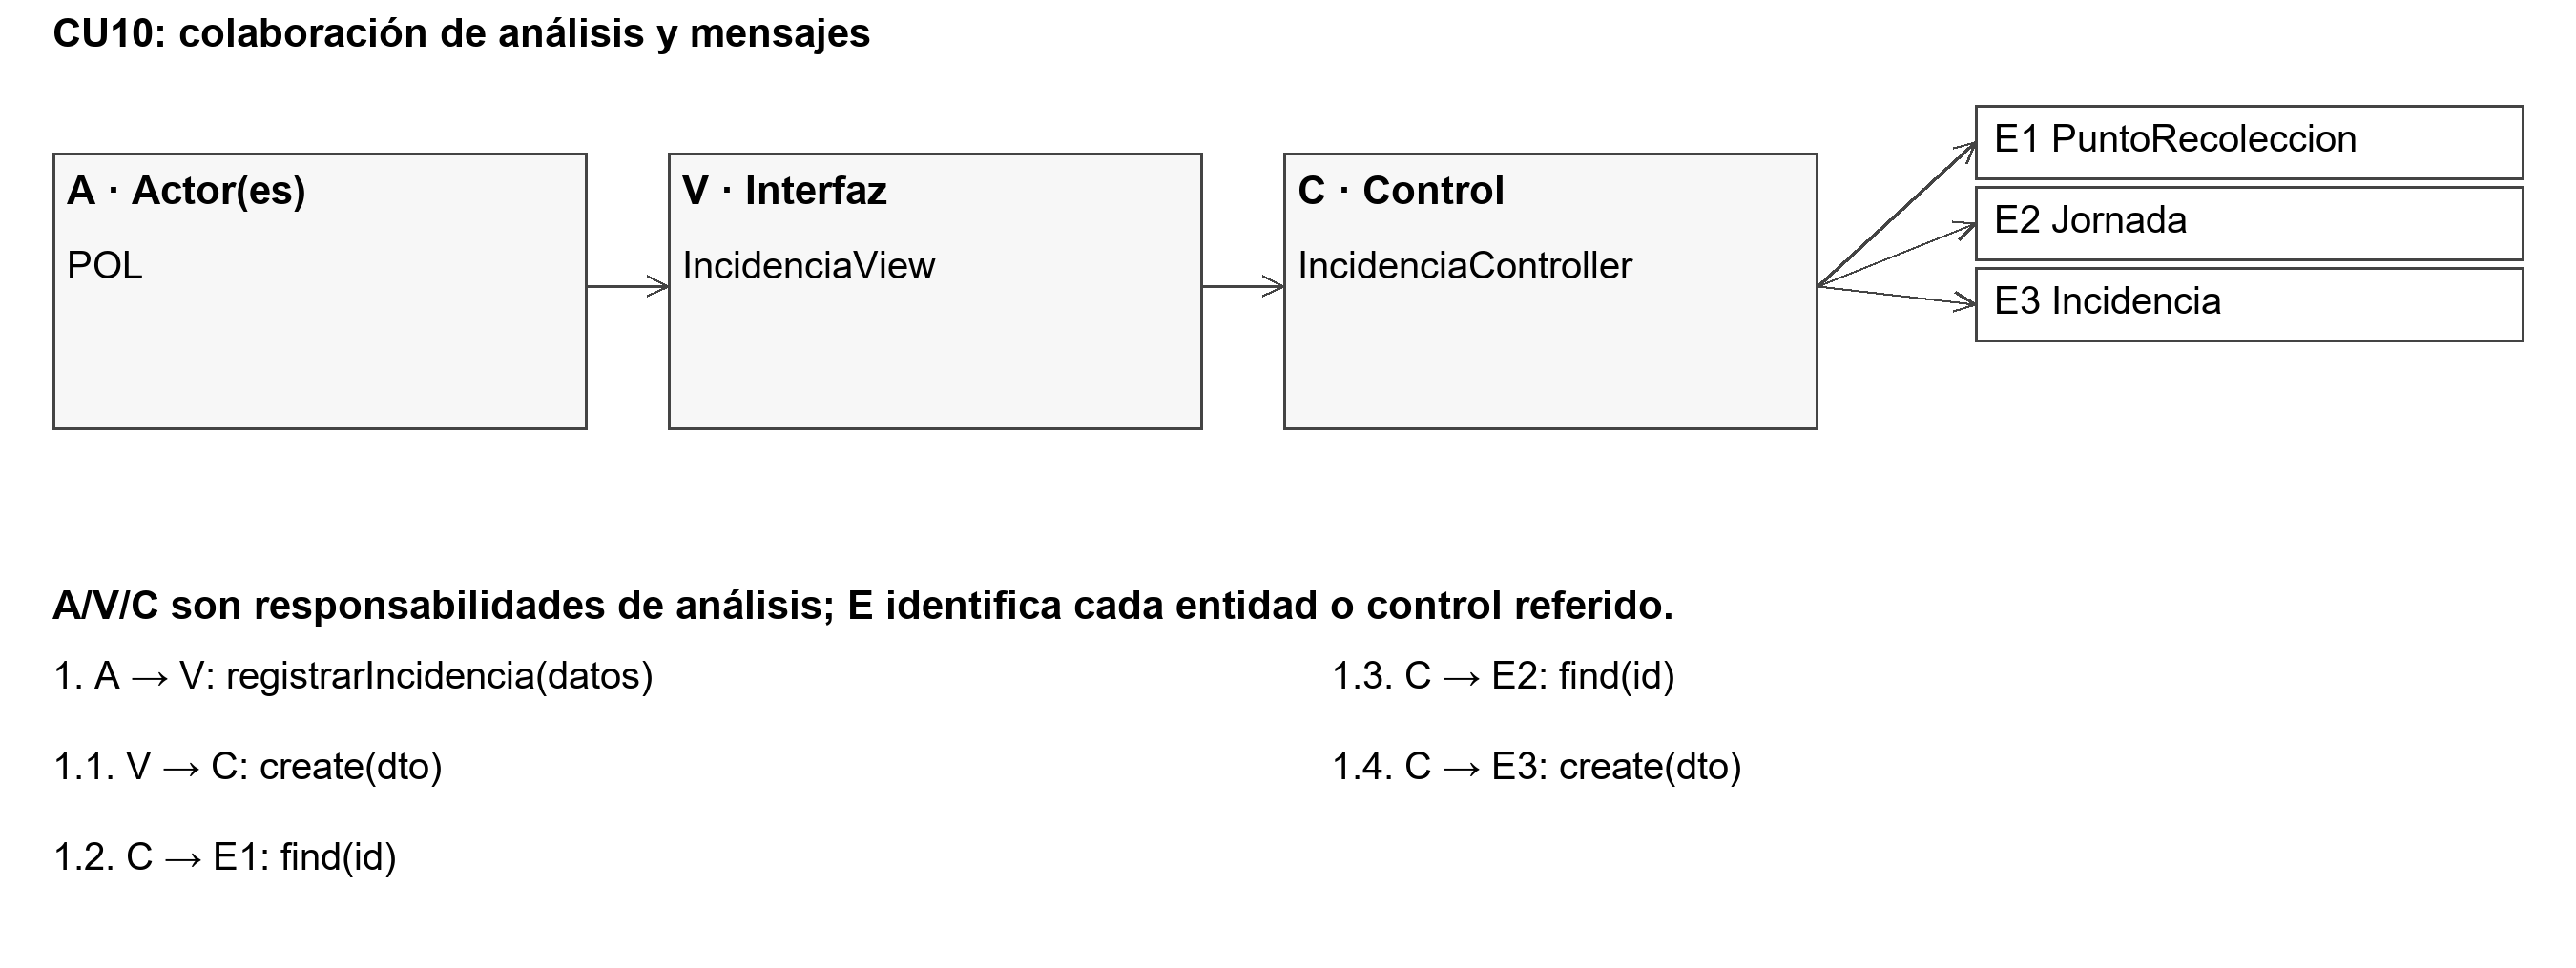 CU10: colaboración de análisis y mensajes
A · Actor(es)
POL
V · Interfaz
IncidenciaView
C · Control
IncidenciaController
E1 PuntoRecoleccion
E2 Jornada
E3 Incidencia
A/V/C son responsabilidades de análisis; E identifica cada entidad o control referido.
1. A → V: registrarIncidencia(datos)
1.1. V → C: create(dto)
1.2. C → E1: find(id)
1.3. C → E2: find(id)
1.4. C → E3: create(dto)